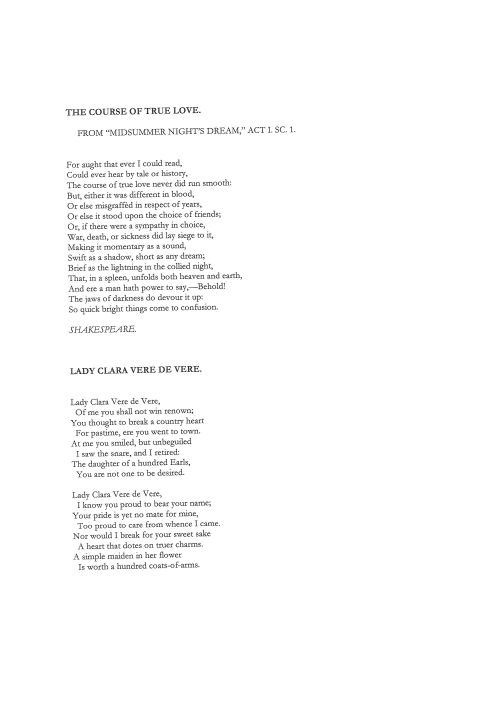 THE COURSE OF TRUE LOVE.
FROM “MIDSUMMER NIGHT’S DREAM,” ACT I. SC. 1.
For aught that ever I could read,
Could ever hear by tale or history,
The course of true love never did run smooth:
But, either it was different in blood,
Or else misgraffèd in respect of years,
Or else it stood upon the choice of friends;
Or, if there were a sympathy in choice,
War, death, or sickness did lay siege to it,
Making it momentary as a sound,
Swift as a shadow, short as any dream;
Brief as the lightning in the collied night,
That, in a spleen, unfolds both heaven and earth,
And ere a man hath power to say,—Behold!
The jaws of darkness do devour it up:
So quick bright things come to confusion.
SHAKESPEARE.
LADY CLARA VERE DE VERE.
Lady Clara Vere de Vere,
Of me you shall not win renown;
You thought to break a country heart
For pastime, ere you went to town.
At me you smiled, but unbeguiled
I saw the snare, and I retired:
The daughter of a hundred Earls,
You are not one to be desired.
Lady Clara Vere de Vere,
I know you proud to bear your name;
Your pride is yet no mate for mine,
Too proud to care from whence I came.
Nor would I break for your sweet sake
A heart that dotes on truer charms.
A simple maiden in her flower
Is worth a hundred coats-of-arms.